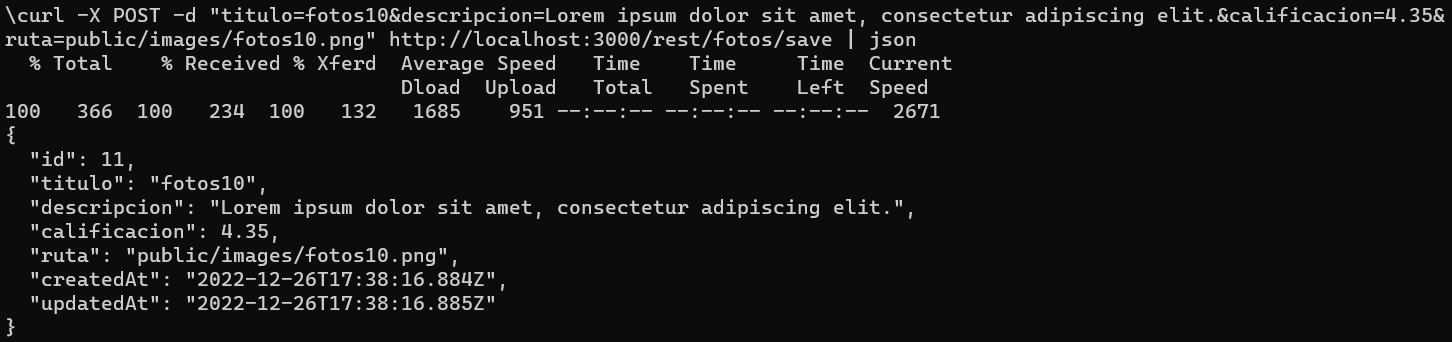 \curl -X POST -d "titulo=fotos10&descripcion=Lorem ipsum dolor sit amet, consectetur adipiscing elit.&calificacion=4.35&
ruta=public/images/fotos10.png" http://localhost:3000/rest/fotos/save | json
  % Total    % Received % Xferd  Average Speed   Time    Time     Time  Current
                                 Dload  Upload   Total   Spent    Left  Speed
100   366  100   234  100   132   1685    951 --:--:-- --:--:-- --:--:--  2671
{
  "id": 11,
  "titulo": "fotos10",
  "descripcion": "Lorem ipsum dolor sit amet, consectetur adipiscing elit.",
  "calificacion": 4.35,
  "ruta": "public/images/fotos10.png",
  "createdAt": "2022-12-26T17:38:16.884Z",
  "updatedAt": "2022-12-26T17:38:16.885Z"
}